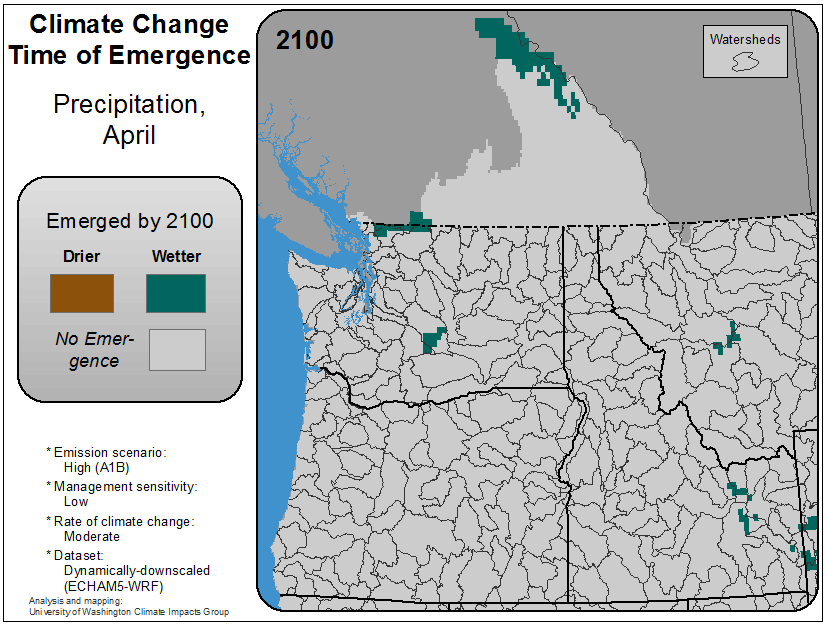 Climate Change
Time of Emergence
Precipitation,
April
Emerged by 2100
Drier
Wetter
No Emer-
gence
* Emission scenario:
High (A1B)
* Management sensitivity:
Low
* Rate of climate change:
Moderate
* Dataset:
Dynamically-downscaled
(ECHAM5-WRF)
Analysis and mapping:
University of Washington Climate Impacts Group
2100
Watersheds